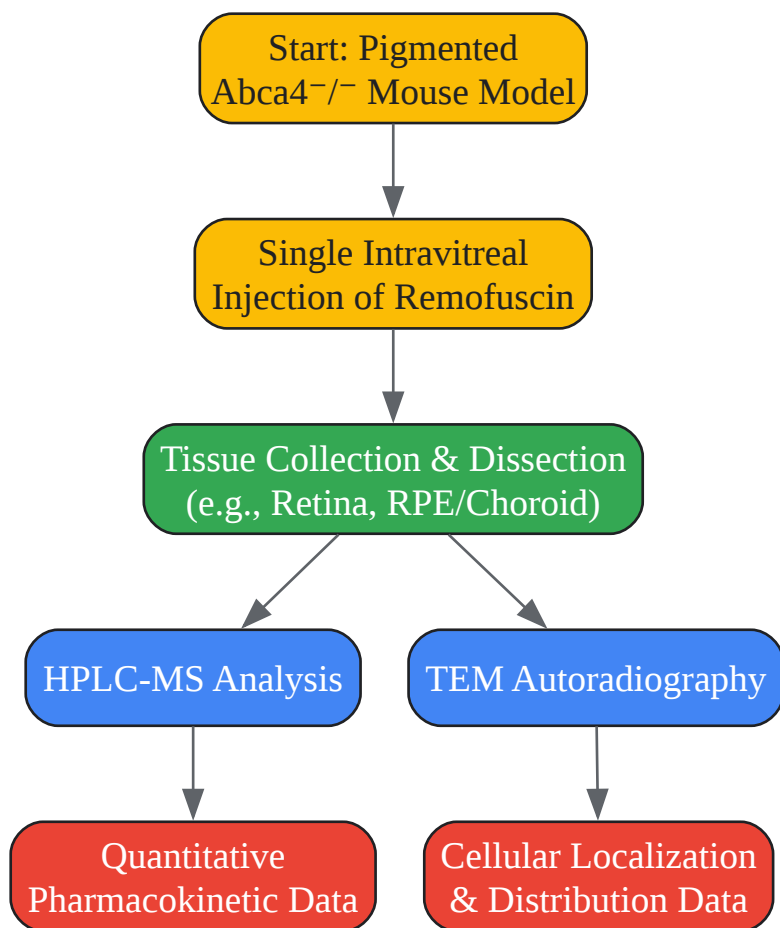 Start: Pigmented
Abca4⁻/⁻ Mouse Model
Single Intravitreal
Injection of Remofuscin
Tissue Collection & Dissection
(e.g., Retina, RPE/Choroid)
HPLC-MS Analysis
TEM Autoradiography
Quantitative
Pharmacokinetic Data
Cellular Localization
& Distribution Data